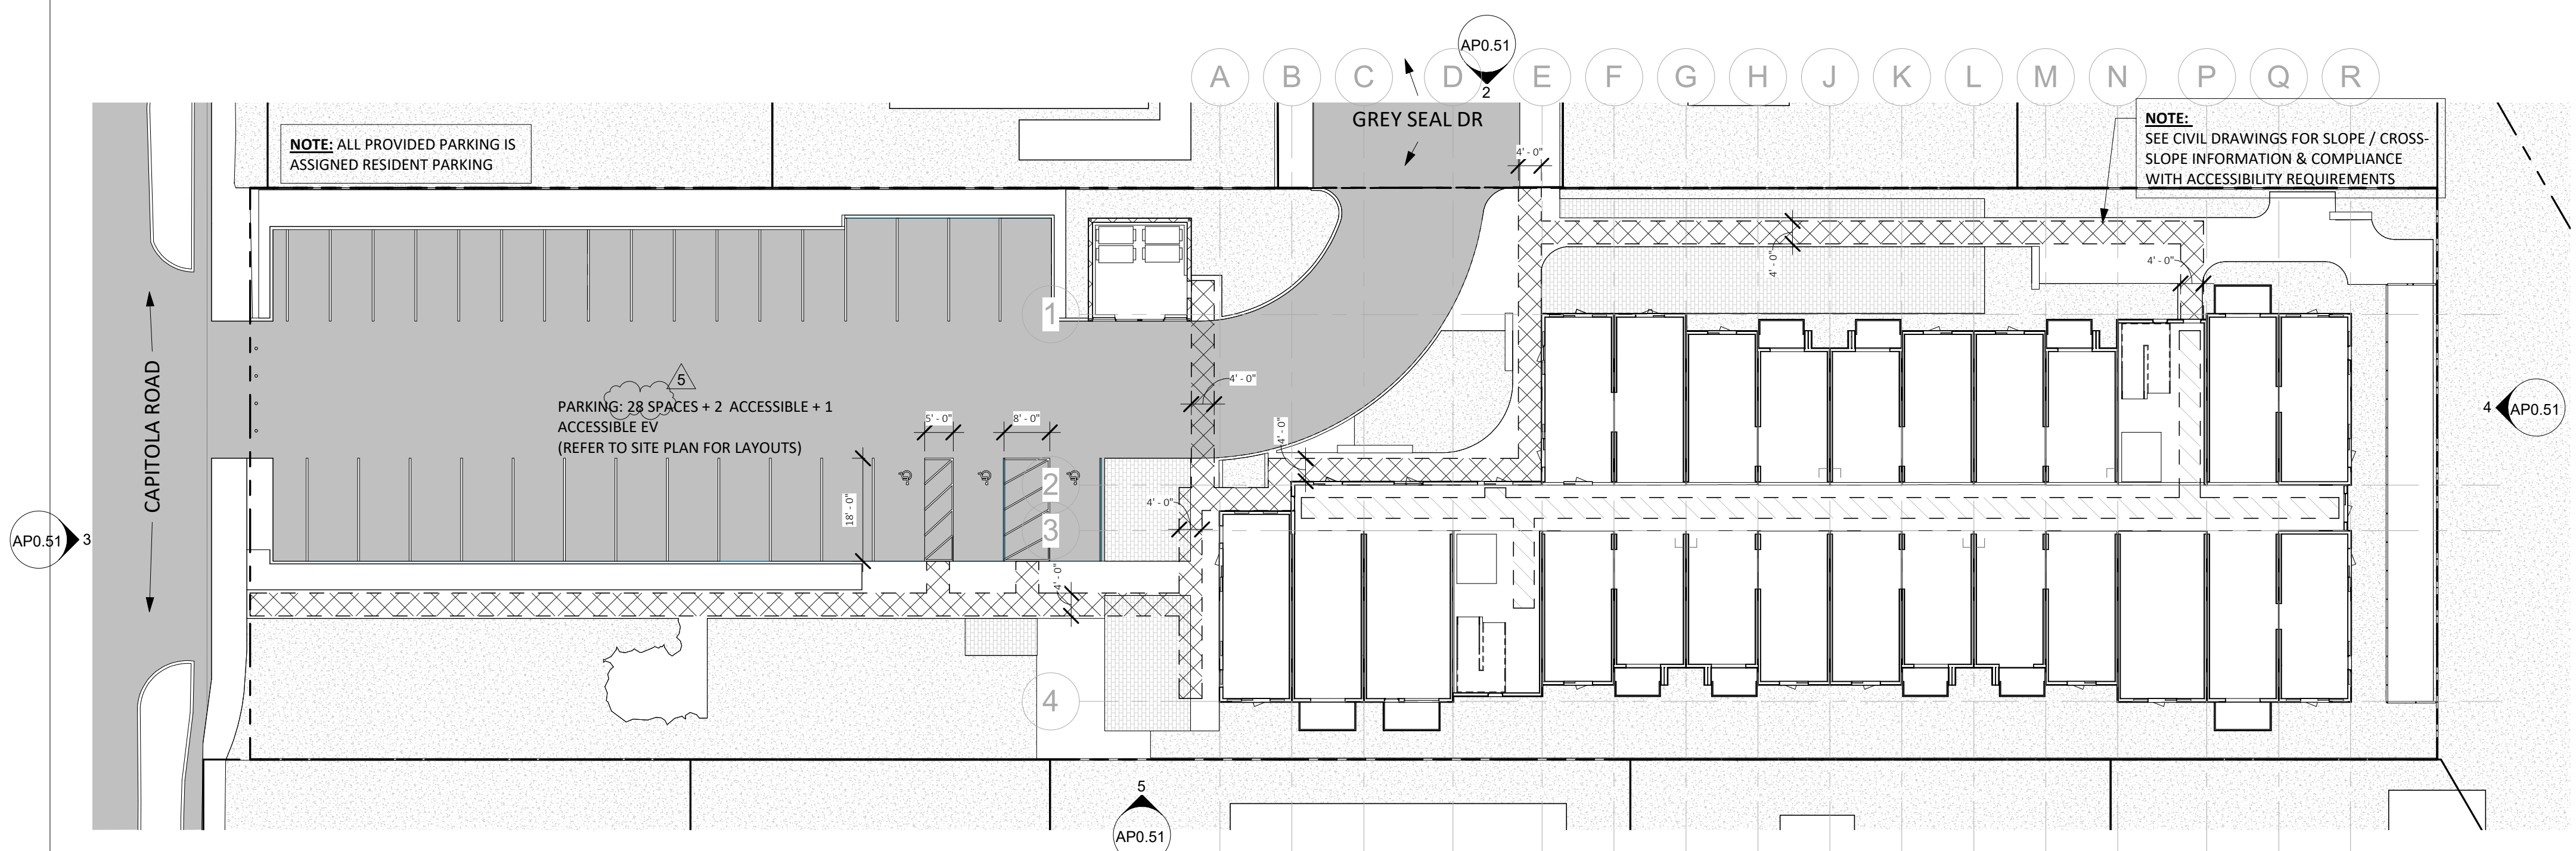 AP0.51
2
A B C D E F G H J K L M N P Q R
GREY SEAL DR
NOTE: ALL PROVIDED PARKING IS
ASSIGNED RESIDENT PARKING
NOTE:
SEE CIVIL DRAWINGS FOR SLOPE / CROSS-
SLOPE INFORMATION & COMPLIANCE
WITH ACCESSIBILITY REQUIREMENTS
4' - 0"
4' - 0"
4' - 0"
1
CAPITOLA ROAD
5
PARKING: 28 SPACES + 2 ACCESSIBLE + 1
ACCESSIBLE EV
(REFER TO SITE PLAN FOR LAYOUTS)
4' - 0"
5' - 0"
8' - 0"
4' - 0"
4
AP0.51
2
18' - 0"
4' - 0"
3
AP0.51
3
4' - 0"
4
5
AP0.51